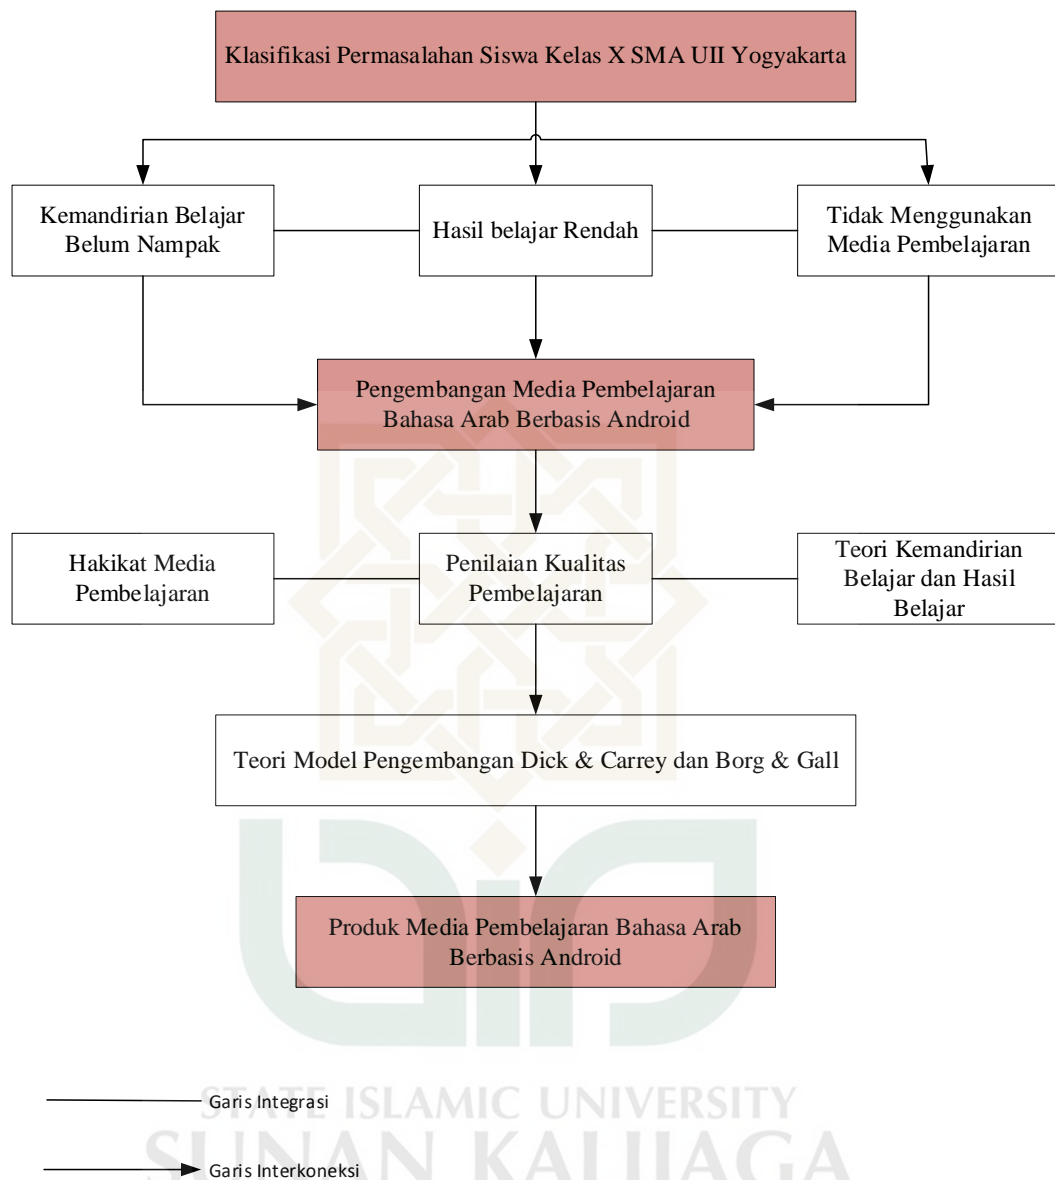 Klasifikasi Permasalahan Siswa Kelas X SMA UII Yogyakarta
Kemandirian Belajar
Belum Nampak
Hasil belajar Rendah
Tidak Menggunakan
Media Pembelajaran
Pengembangan Media Pembelajaran
Bahasa Arab Berbasis Android
Hakikat Media
Pembelajaran
Penilaian Kualitas
Pembelajaran
Teori Kemandirian
Belajar dan Hasil
Belajar
Teori Model Pengembangan Dick & Carrey dan Borg & Gall
Produk Media Pembelajaran Bahasa Arab
Berbasis Android
Garis Integrasi
STATE ISLAMIC UNIVERSITY
SUNAN KALIJAGA
Garis Interkoneksi